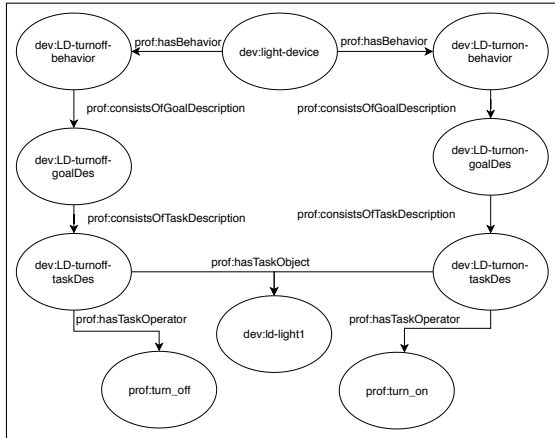 dev:LD-turnoff-
behavior
prof:hasBehavior
dev:light-device
prof:hasBehavior
dev:LD-turnon-
behavior
prof:consistsOfGoalDescription
prof:consistsOfGoalDescription
dev:LD-turnoff-
goalDes
dev:LD-turnon-
goalDes
prof:consistsOfTaskDescription
prof:consistsOfTaskDescription
dev:LD-turnoff-
taskDes
prof:hasTaskObject
dev:LD-turnon-
taskDes
prof:hasTaskOperator
dev:ld-light1
prof:hasTaskOperator
prof:turn_off
prof:turn_on